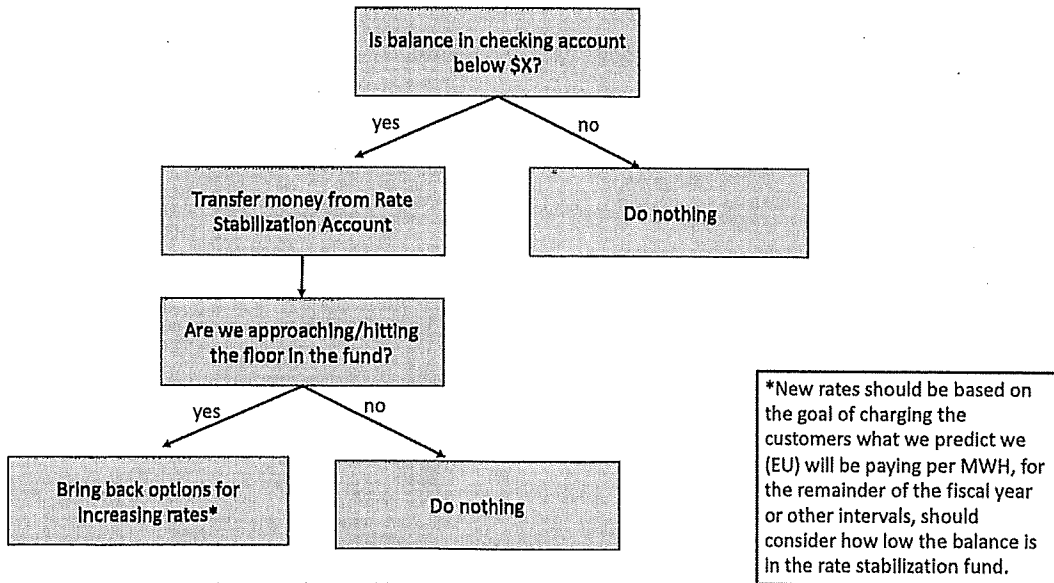 Is balance in checking account
below $X?
yes
no
Transfer money from Rate
Stabilization Account
Do nothing
Are we approaching/hitting
the floor in the fund?
yes
no
Bring back options for
increasing rates*
Do nothing
*New rates should be based on
the goal of charging the
customers what we predict we
(EU) will be paying per MWH, for
the remainder of the fiscal year
or other intervals, should
consider how low the balance is
in the rate stabilization fund.